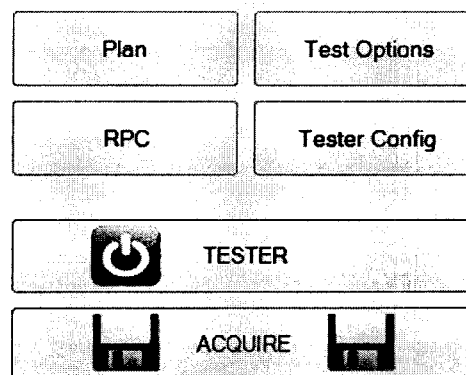 Plan
Test Options
RPC
Tester Config
TESTER
ACQUIRE